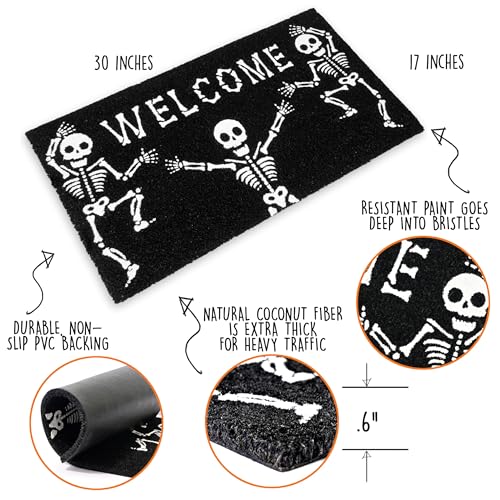 30 INCHES
17 INCHES
WELCOME
RESISTANT PAINT GOES
DEEP INTO BRISTLES
DURABLE, NON-
SLIP PVC BACKING
NATURAL COCONUT FIBER
IS EXTRA THICK
FOR HEAVY TRAFFIC
.6"